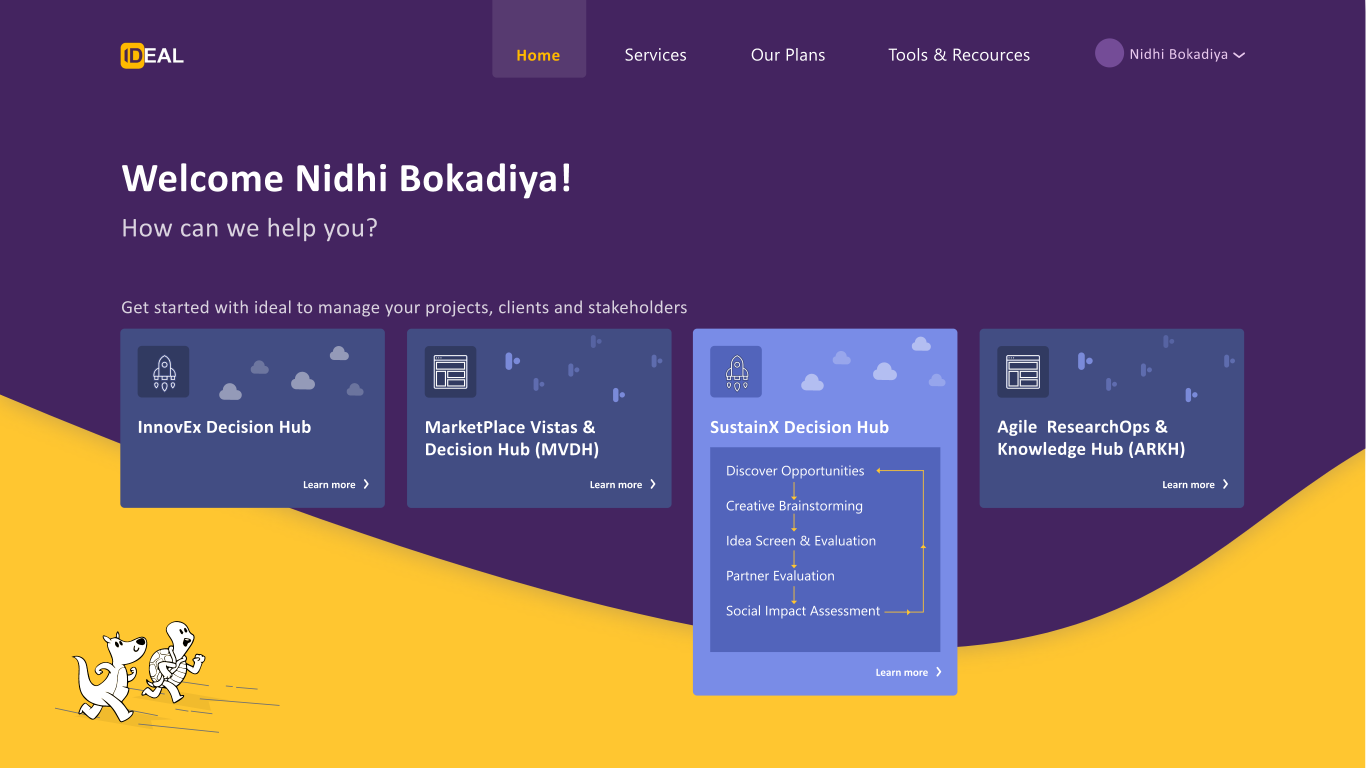 IDEAL
Home
Services
Our Plans
Tools & Recources
Nidhi Bokadiya
Welcome Nidhi Bokadiya!
How can we help you?
Get started with ideal to manage your projects, clients and stakeholders
InnovEx Decision Hub
Learn more
MarketPlace Vistas &
Decision Hub (MVDH)
Learn more
SustainX Decision Hub
Discover Opportunities
Creative Brainstorming
Idea Screen & Evaluation
Partner Evaluation
Social Impact Assessment
Learn more
Agile  ResearchOps &
Knowledge Hub (ARKH)
Learn more